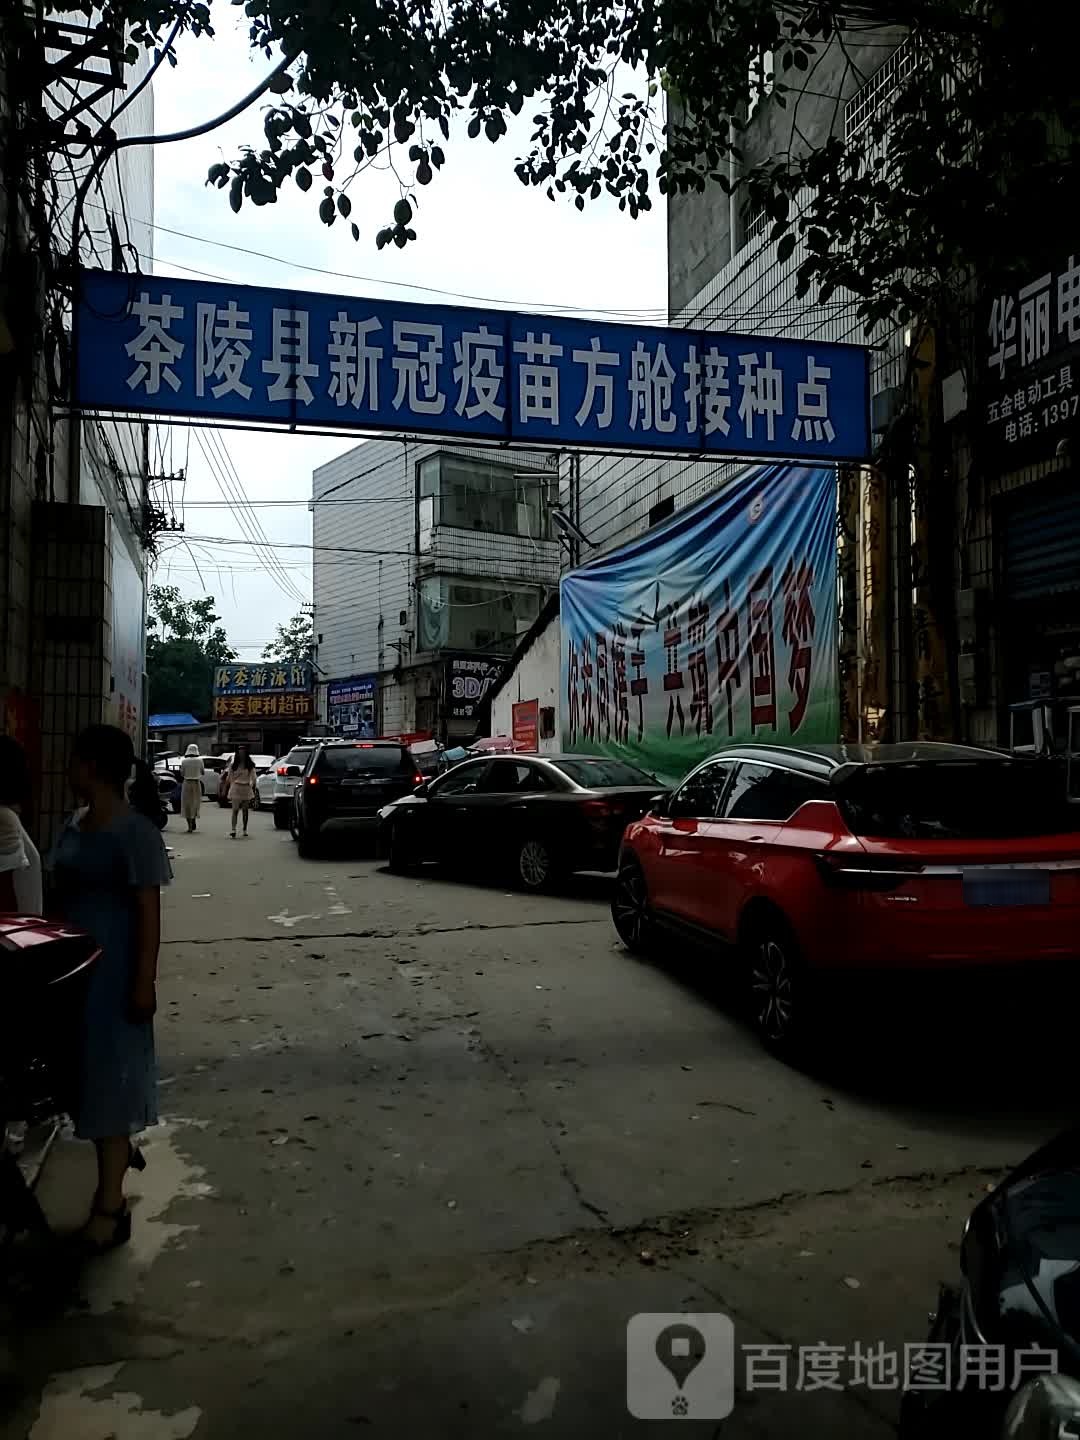 茶陵县新冠疫苗方舱接种点
华丽电
五金电动工具
电话:1397
你我同携手 共筑中国梦
体委游泳馆
体委便利超市
3D
百度地图用户